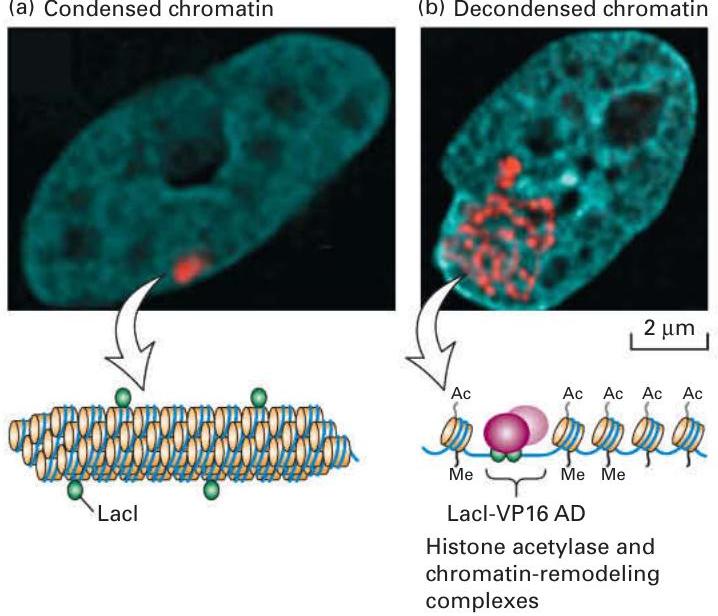 (a) Condensed chromatin
(b) Decondensed chromatin
2 μm
Ac Ac Ac Ac Ac
Me Me Me
LacI
LacI-VP16 AD
Histone acetylase and
chromatin-remodeling
complexes